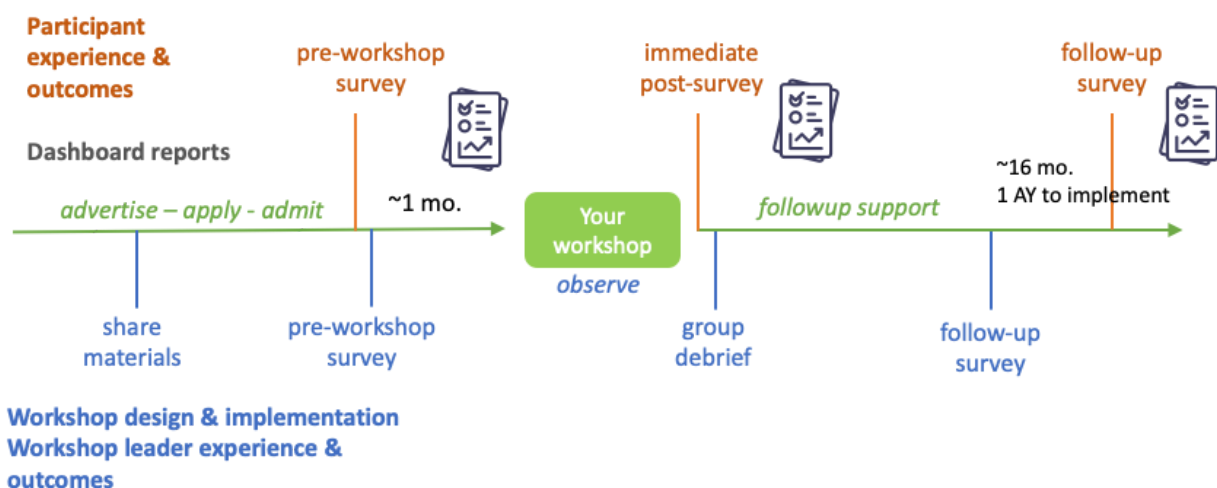 Participant
experience &
outcomes
pre-workshop
survey
immediate
post-survey
follow-up
survey
Dashboard reports
~16 mo.
1 AY to implement
advertise – apply - admit
~1 mo.
Your
workshop
followup support
observe
share
materials
pre-workshop
survey
group
debrief
follow-up
survey
Workshop design & implementation
Workshop leader experience &
outcomes